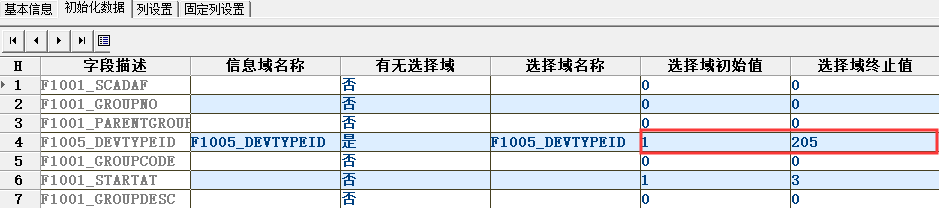 基本信息 初始化数据 列设置 固定列设置
H 字段描述 信息域名称 有无选择域 选择域名称 选择域初始值 选择域终止值
1 F1001_SCADAF 否 0 0
2 F1001_GROUPNO 否 0 0
3 F1001_PARENTGROUP 否 0 0
4 F1005_DEVTYPEID F1005_DEVTYPEID 是 F1005_DEVTYPEID 1 205
5 F1001_GROUPCODE 否 0 0
6 F1001_STARTAT 否 1 3
7 F1001_GROUPDESC 否 0 0